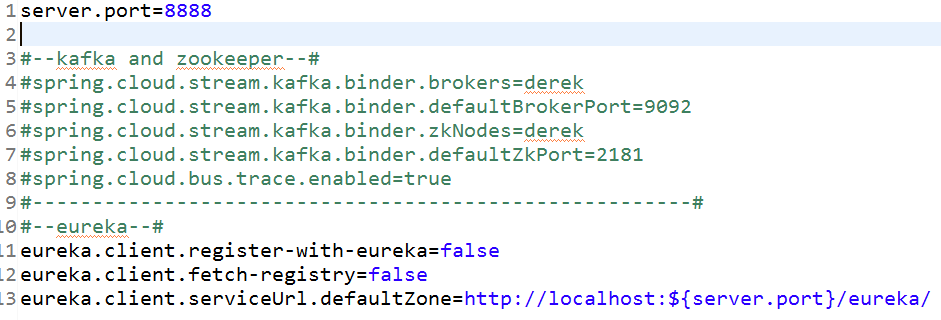 1 server.port=8888
2
3 #--kafka and zookeeper--#
4 #spring.cloud.stream.kafka.binder.brokers=derek
5 #spring.cloud.stream.kafka.binder.defaultBrokerPort=9092
6 #spring.cloud.stream.kafka.binder.zkNodes=derek
7 #spring.cloud.stream.kafka.binder.defaultZkPort=2181
8 #spring.cloud.bus.trace.enabled=true
9 #-------------------------------------------------------#
10 #--eureka--#
11 eureka.client.register-with-eureka=false
12 eureka.client.fetch-registry=false
13 eureka.client.serviceUrl.defaultZone=http://localhost:${server.port}/eureka/